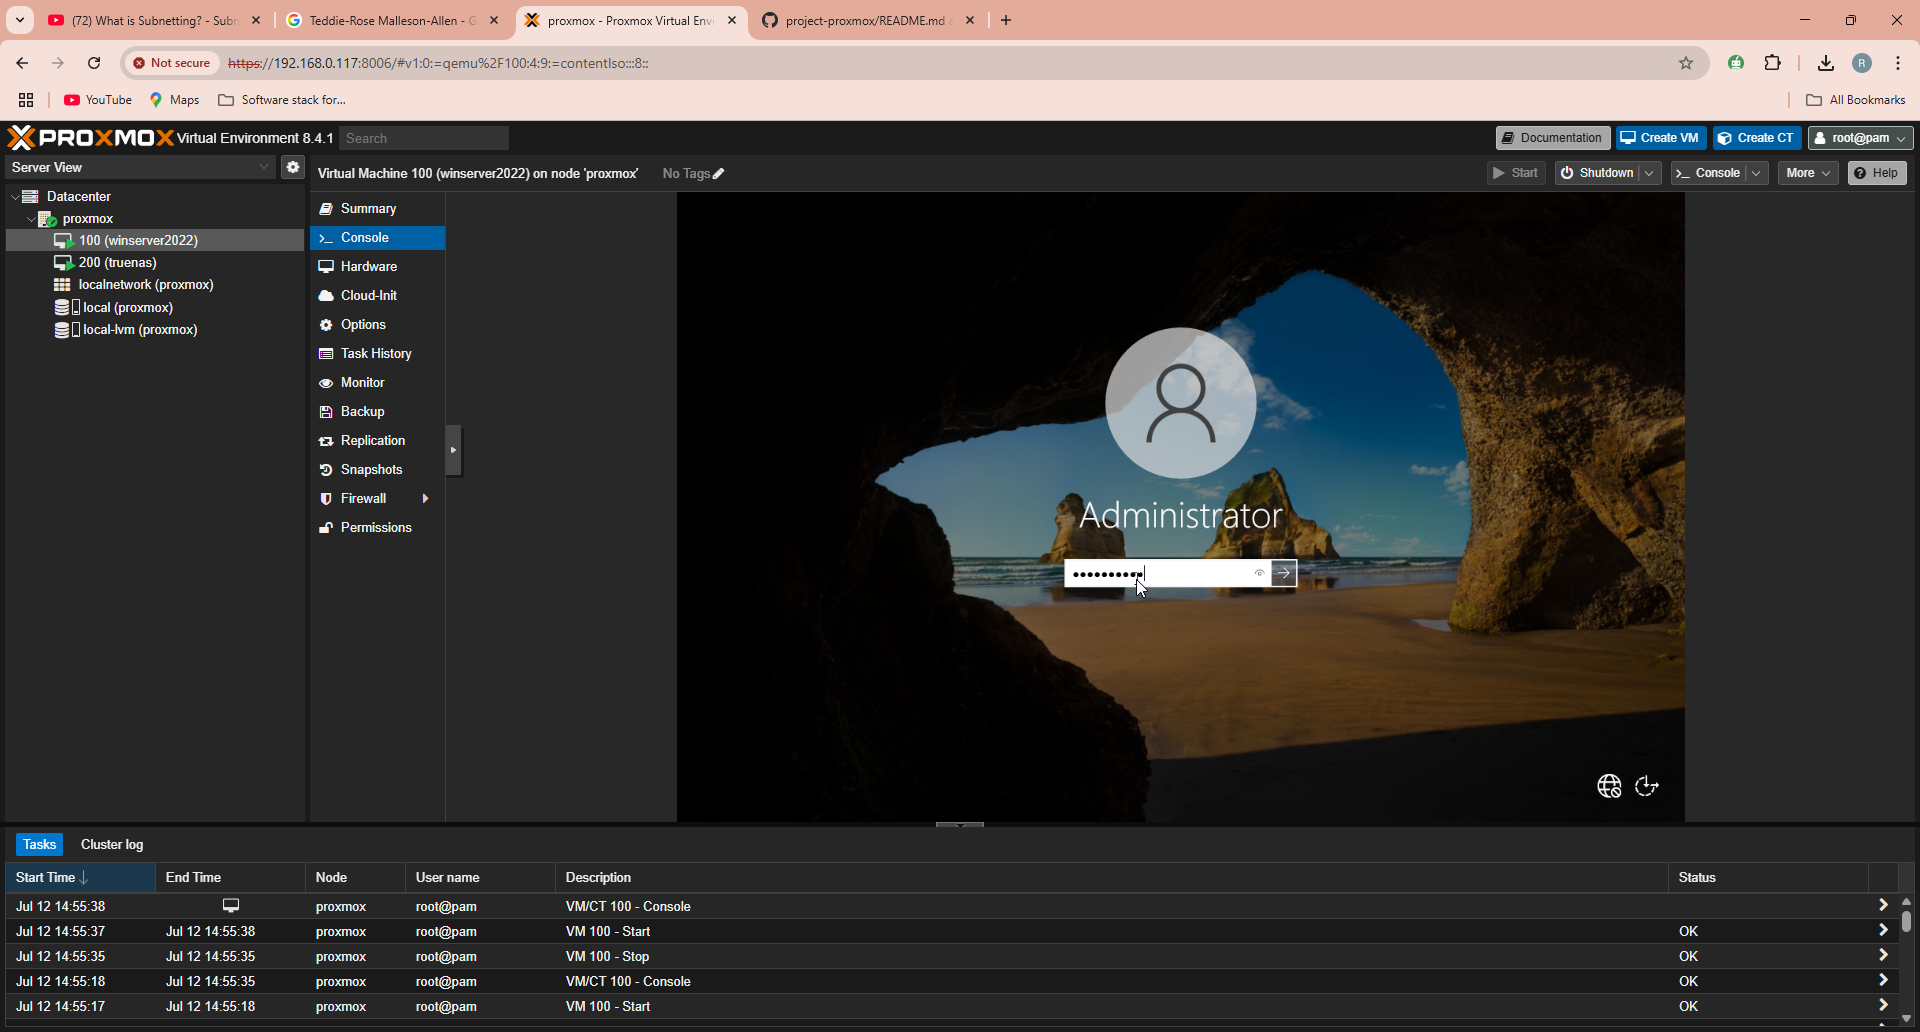 (72) What is Subnetting? - Sub
Teddie-Rose Malleson-Allen - G
proxmox - Proxmox Virtual Envi
project-proxmox/README.md
Not secure
https://192.168.0.117:8006/#v1:0:=qemu%2F100:4:9:=contentIso:::8::
R
YouTube
Maps
Software stack for...
All Bookmarks
PROXMOX Virtual Environment 8.4.1
Search
Documentation
Create VM
Create CT
root@pam
Server View
Virtual Machine 100 (winserver2022) on node 'proxmox'
No Tags
Start
Shutdown
Console
More
Help
Datacenter
proxmox
100 (winserver2022)
200 (truenas)
localnetwork (proxmox)
local (proxmox)
local-lvm (proxmox)
Summary
Console
Hardware
Cloud-Init
Options
Task History
Monitor
Backup
Replication
Snapshots
Firewall
Permissions
Administrator
Tasks
Cluster log
Start Time
End Time
Node
User name
Description
Status
Jul 12 14:55:38
proxmox
root@pam
VM/CT 100 - Console
Jul 12 14:55:37
Jul 12 14:55:38
proxmox
root@pam
VM 100 - Start
OK
Jul 12 14:55:35
Jul 12 14:55:35
proxmox
root@pam
VM 100 - Stop
OK
Jul 12 14:55:18
Jul 12 14:55:35
proxmox
root@pam
VM/CT 100 - Console
OK
Jul 12 14:55:17
Jul 12 14:55:18
proxmox
root@pam
VM 100 - Start
OK